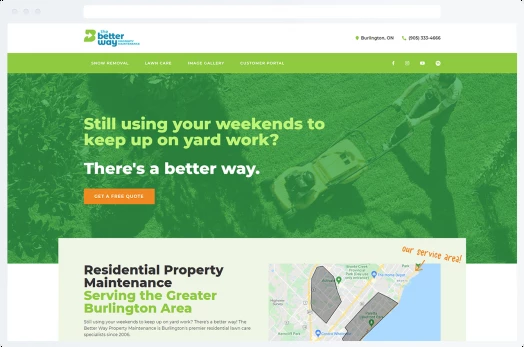 the
better
way
PROPERTY
MAINTENANCE
Burlington, ON
(905) 333-4666
SNOW REMOVAL
LAWN CARE
IMAGE GALLERY
CUSTOMER PORTAL
Still using your weekends to
keep up on yard work?
There's a better way.
GET A FREE QUOTE
our service area!
Residential Property
Maintenance
Serving the Greater
Burlington Area
Still using your weekends to keep up on yard work? There's a better way! The
Better Way Property Maintenance is Burlington's premier residential lawn care
specialists since 2006.